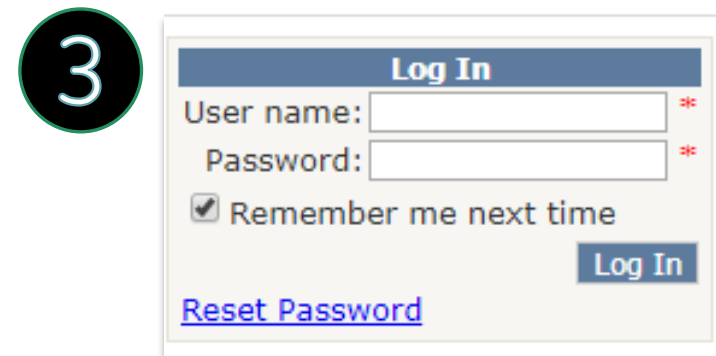 3
Log In
User name: *
Password: *
Remember me next time
Log In
Reset Password